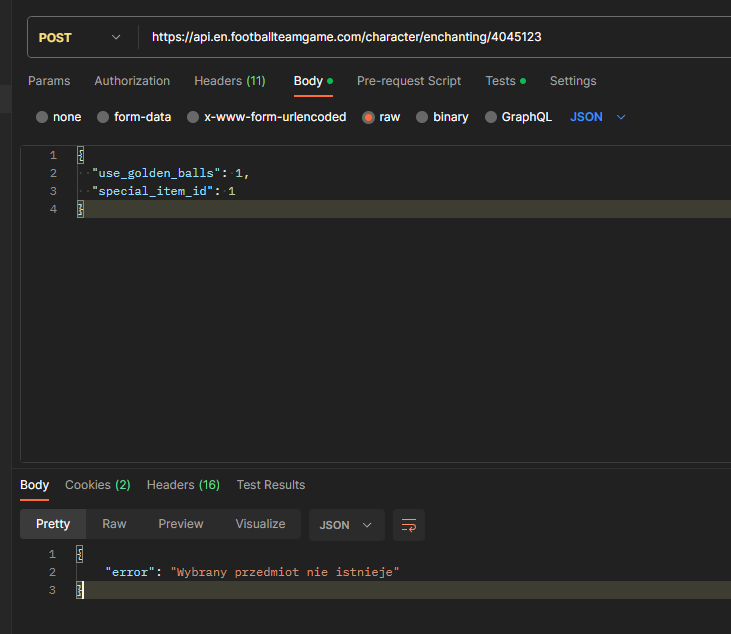 POST https://api.en.footballteamgame.com/character/enchanting/4045123
Params Authorization Headers (11) Body Pre-request Script Tests Settings
none form-data x-www-form-urlencoded raw binary GraphQL JSON
1 {
2 "use_golden_balls": 1,
3 "special_item_id": 1
4 }
Body Cookies (2) Headers (16) Test Results
Pretty Raw Preview Visualize JSON
1 {
2 "error": "Wybrany przedmiot nie istnieje"
3 }